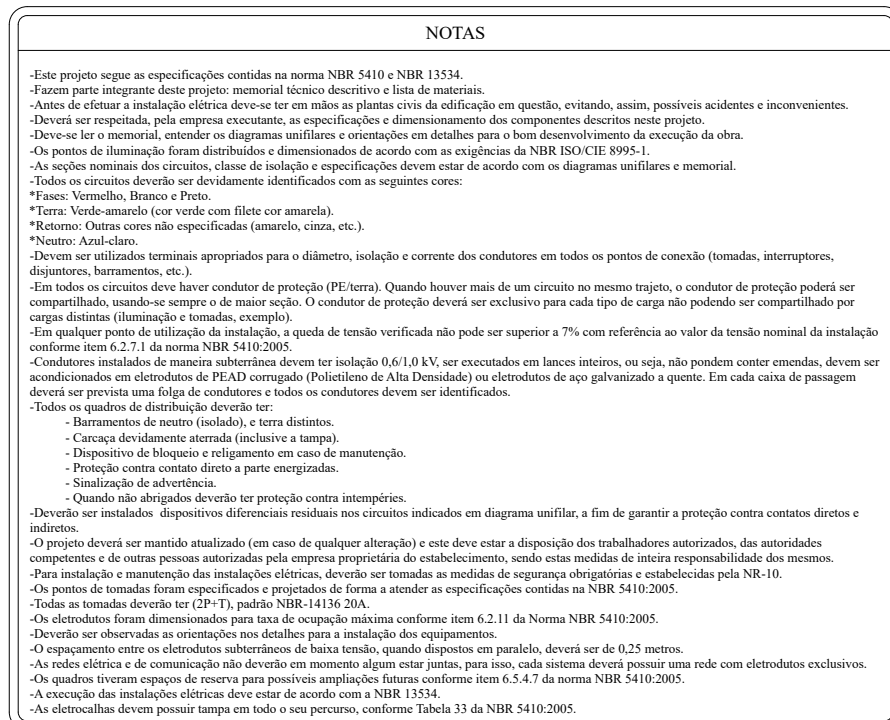 NOTAS
-Este projeto segue as especificações contidas na norma NBR 5410 e NBR 13534.
-Fazem parte integrante deste projeto: memorial técnico descritivo e lista de materiais.
-Antes de efetuar a instalação elétrica deve-se ter em mãos as plantas civis da edificação em questão, evitando, assim, possíveis acidentes e inconvenientes.
-Deverá ser respeitada, pela empresa executante, as especificações e dimensionamento dos componentes descritos neste projeto.
-Deve-se ler o memorial, entender os diagramas unifilares e orientações em detalhes para o bom desenvolvimento da execução da obra.
-Os pontos de iluminação foram distribuídos e dimensionados de acordo com as exigências da NBR ISO/CIE 8995-1.
-As seções nominais dos circuitos, classe de isolação e especificações devem estar de acordo com os diagramas unifilares e memorial.
-Todos os circuitos deverão ser devidamente identificados com as seguintes cores:
*Fases: Vermelho, Branco e Preto.
*Terra: Verde-amarelo (cor verde com filete cor amarela).
*Retorno: Outras cores não especificadas (amarelo, cinza, etc.).
*Neutro: Azul-claro.
-Devem ser utilizados terminais apropriados para o diâmetro, isolação e corrente dos condutores em todos os pontos de conexão (tomadas, interruptores,
disjuntores, barramentos, etc.).
-Em todos os circuitos deve haver condutor de proteção (PE/terra). Quando houver mais de um circuito no mesmo trajeto, o condutor de proteção poderá ser
compartilhado, usando-se sempre o de maior seção. O condutor de proteção deverá ser exclusivo para cada tipo de carga não podendo ser compartilhado por
cargas distintas (iluminação e tomadas, exemplo).
-Em qualquer ponto de utilização da instalação, a queda de tensão verificada não pode ser superior a 7% com referência ao valor da tensão nominal da instalação
conforme item 6.2.7.1 da norma NBR 5410:2005.
-Condutores instalados de maneira subterrânea devem ter isolação 0,6/1,0 kV, ser executados em lances inteiros, ou seja, não pondem conter emendas, devem ser
acondicionados em eletrodutos de PEAD corrugado (Polietileno de Alta Densidade) ou eletrodutos de aço galvanizado a quente. Em cada caixa de passagem
deverá ser prevista uma folga de condutores e todos os condutores devem ser identificados.
-Todos os quadros de distribuição deverão ter:
- Barramentos de neutro (isolado), e terra distintos.
- Carcaça devidamente aterrada (inclusive a tampa).
- Dispositivo de bloqueio e religamento em caso de manutenção.
- Proteção contra contato direto a parte energizadas.
- Sinalização de advertência.
- Quando não abrigados deverão ter proteção contra intempéries.
-Deverão ser instalados dispositivos diferenciais residuais nos circuitos indicados em diagrama unifilar, a fim de garantir a proteção contra contatos diretos e
indiretos.
-O projeto deverá ser mantido atualizado (em caso de qualquer alteração) e este deve estar a disposição dos trabalhadores autorizados, das autoridades
competentes e de outras pessoas autorizadas pela empresa proprietária do estabelecimento, sendo estas medidas de inteira responsabilidade dos mesmos.
-Para instalação e manutenção das instalações elétricas, deverão ser tomadas as medidas de segurança obrigatórias e estabelecidas pela NR-10.
-Os pontos de tomadas foram especificados e projetados de forma a atender as especificações contidas na NBR 5410:2005.
-Todas as tomadas deverão ter (2P+T), padrão NBR-14136 20A.
-Os eletrodutos foram dimensionados para taxa de ocupação máxima conforme item 6.2.11 da Norma NBR 5410:2005.
-Deverão ser observadas as orientações nos detalhes para a instalação dos equipamentos.
-O espaçamento entre os eletrodutos subterrâneos de baixa tensão, quando dispostos em paralelo, deverá ser de 0,25 metros.
-As redes elétrica e de comunicação não deverão em momento algum estar juntas, para isso, cada sistema deverá possuir uma rede com eletrodutos exclusivos.
-Os quadros tiveram espaços de reserva para possíveis ampliações futuras conforme item 6.5.4.7 da norma NBR 5410:2005.
-A execução das instalações elétricas deve estar de acordo com a NBR 13534.
-As eletrocalhas devem possuir tampa em todo o seu percurso, conforme Tabela 33 da NBR 5410:2005.